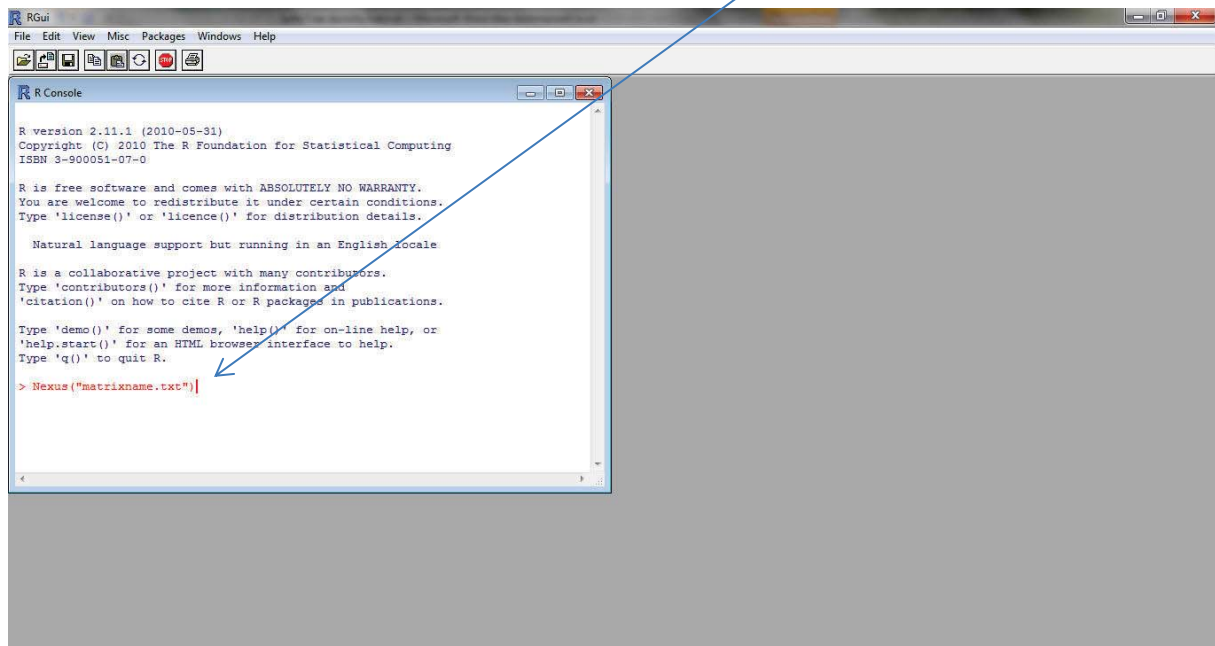 RGui
File Edit View Misc Packages Windows Help
STOP
R Console
R version 2.11.1 (2010-05-31)
Copyright (C) 2010 The R Foundation for Statistical Computing
ISBN 3-900051-07-0
R is free software and comes with ABSOLUTELY NO WARRANTY.
You are welcome to redistribute it under certain conditions.
Type 'license()' or 'licence()' for distribution details.
Natural language support but running in an English locale
R is a collaborative project with many contributors.
Type 'contributors()' for more information and
'citation()' on how to cite R or R packages in publications.
Type 'demo()' for some demos, 'help()' for on-line help, or
'help.start()' for an HTML browser interface to help.
Type 'q()' to quit R.
> Nexus("matrixname.txt")